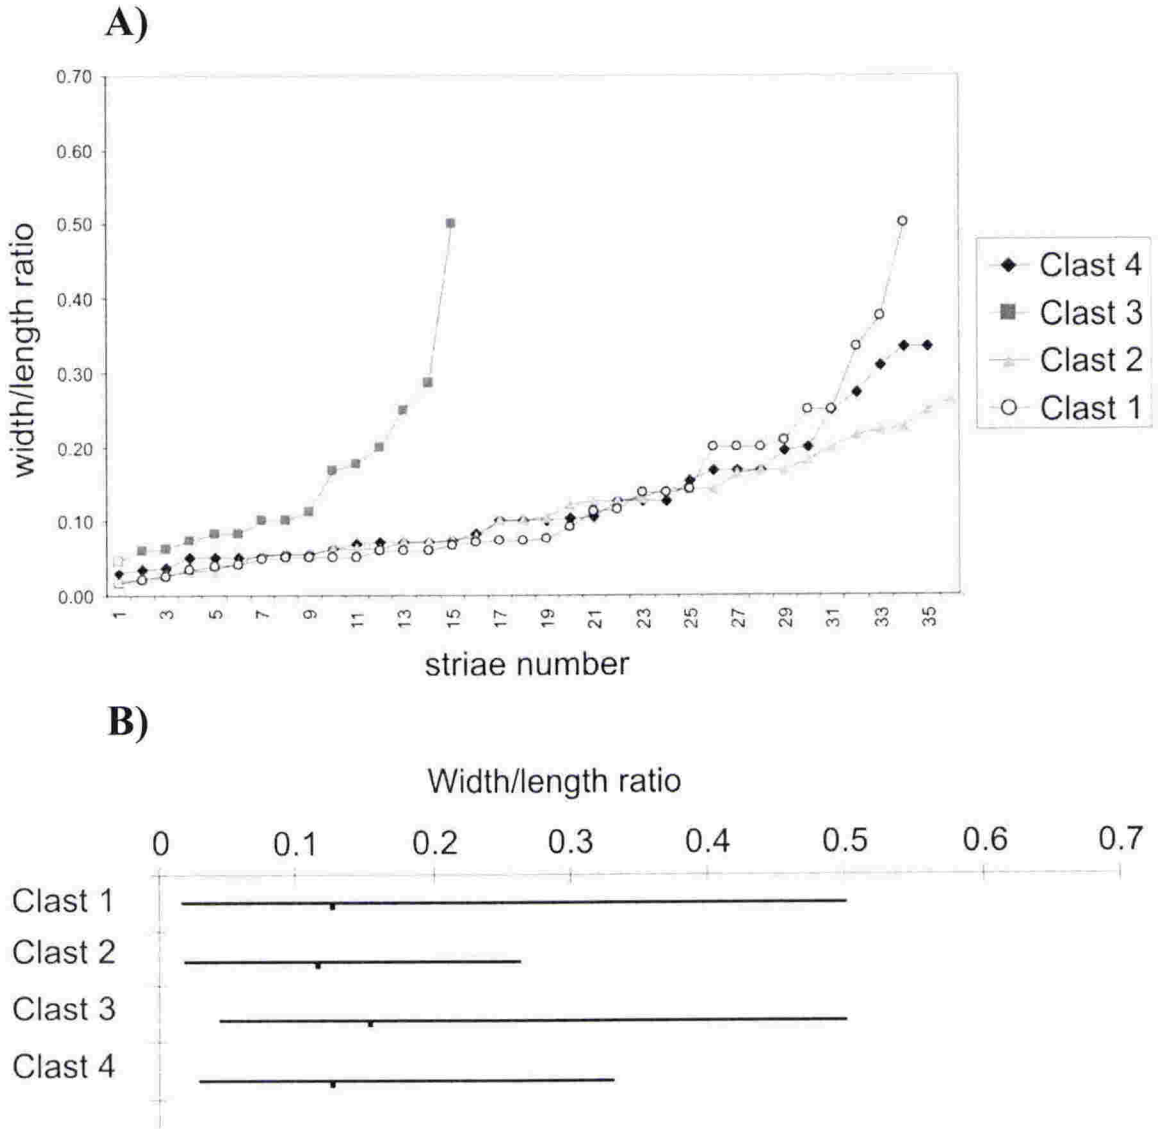 A)
0.70
0.60
0.50
0.40
0.30
0.20
0.10
0.00
width/length ratio
1 3 5 7 9 11 13 15 17 19 21 23 25 27 29 31 33 35
striae number
Clast 4
Clast 3
Clast 2
Clast 1
B)
Width/length ratio
0 0.1 0.2 0.3 0.4 0.5 0.6 0.7
Clast 1
Clast 2
Clast 3
Clast 4